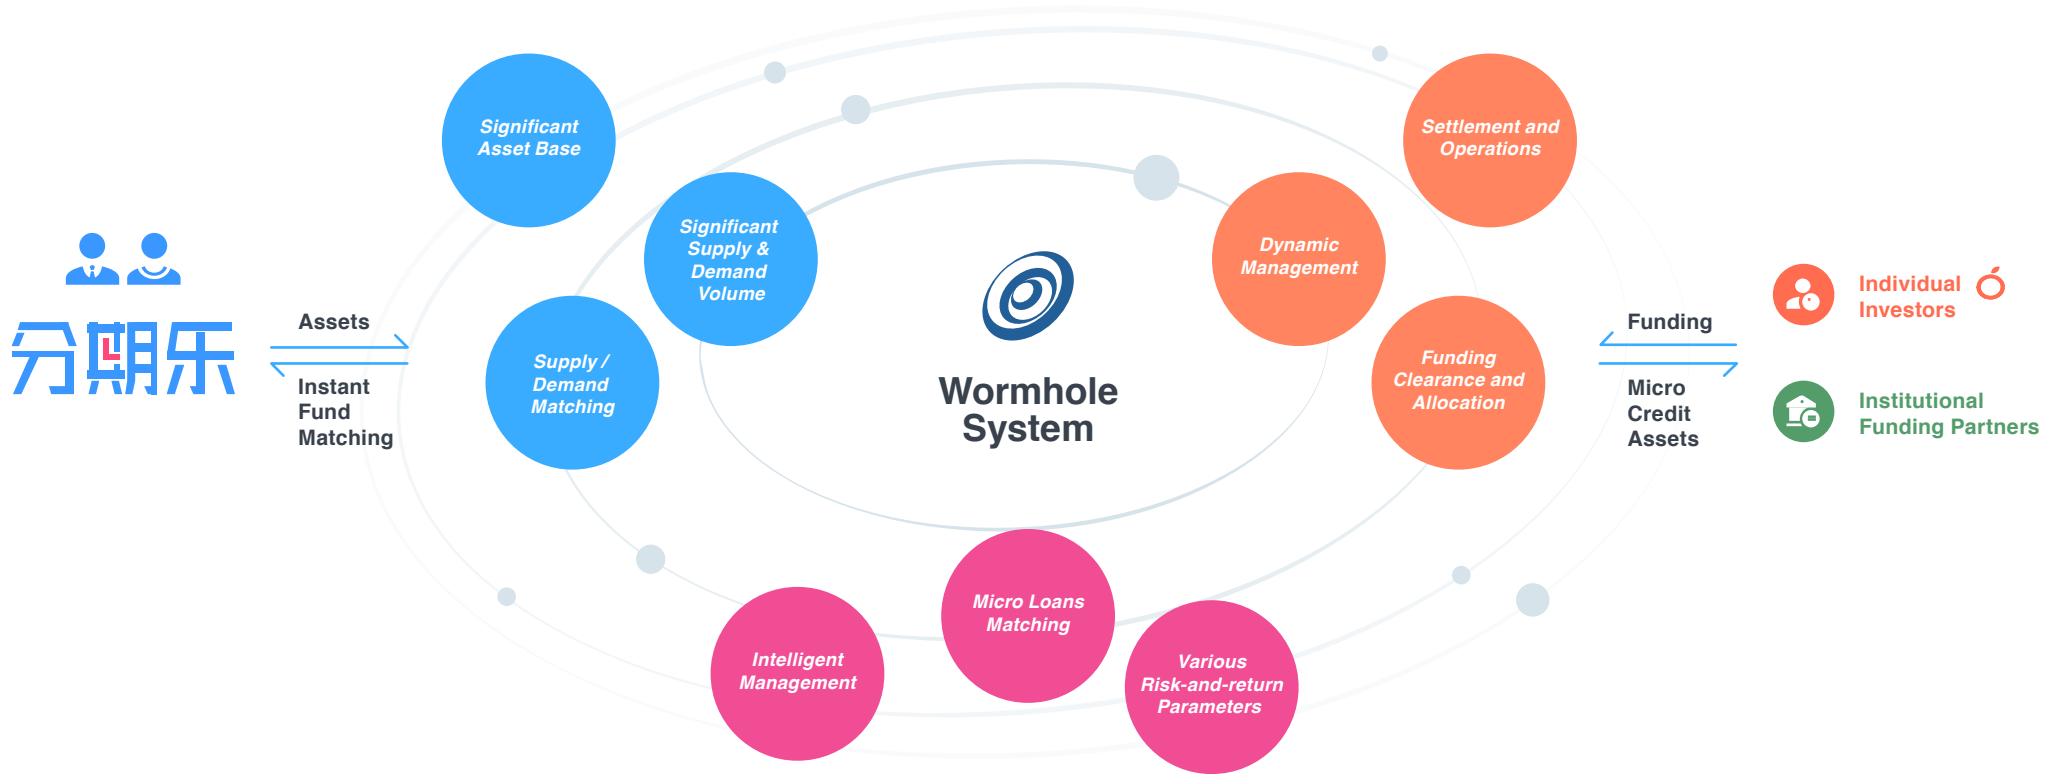 分期乐
Assets
Instant
Fund
Matching
Significant
Asset Base
Significant
Supply &
Demand
Volume
Supply /
Demand
Matching
Wormhole
System
Settlement and
Operations
Dynamic
Management
Funding
Clearance and
Allocation
Intelligent
Management
Micro Loans
Matching
Various
Risk-and-return
Parameters
Funding
Micro
Credit
Assets
Individual
Investors
Institutional
Funding Partners